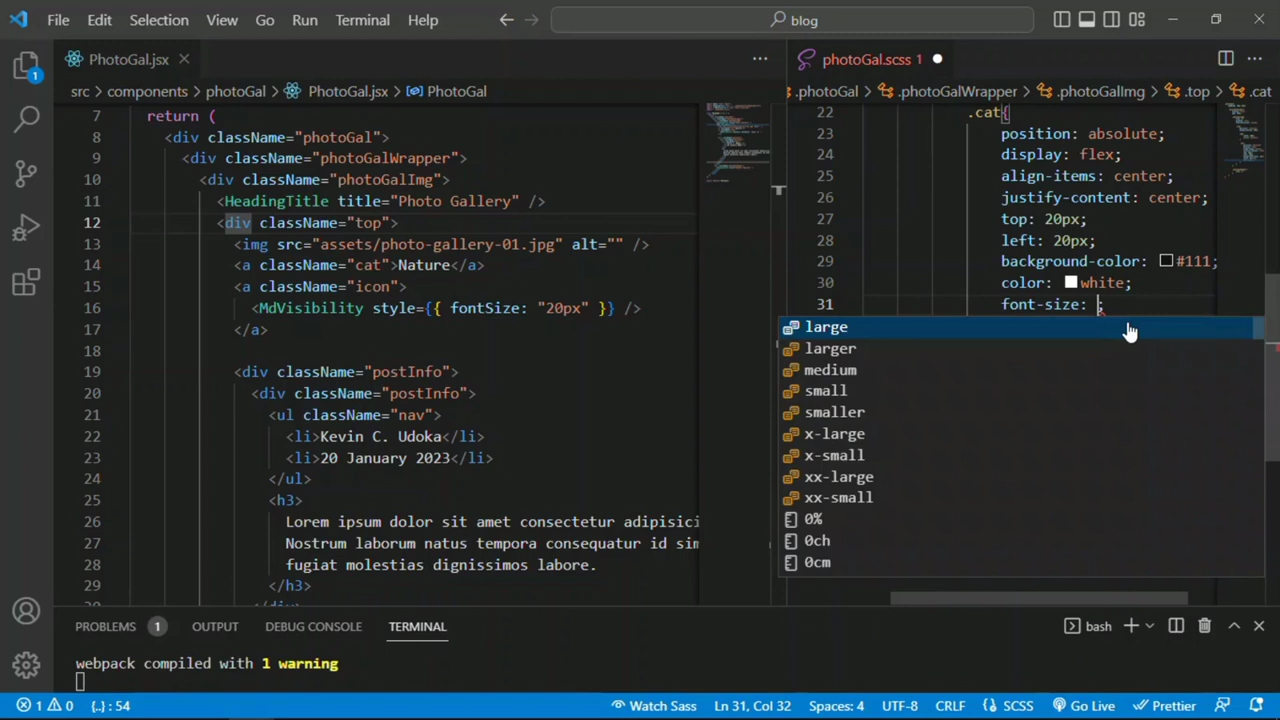 File Edit Selection View Go Run Terminal Help blog
PhotoGal.jsx
photoGal.scss 1
src > components > photoGal > PhotoGal.jsx > PhotoGal
.photoGal > .photoGalWrapper > .photoGalImg > .top > .cat
7 return (
8 <div className="photoGal">
9 <div className="photoGalWrapper">
10 <div className="photoGalImg">
11 <HeadingTitle title="Photo Gallery" />
12 <div className="top">
13 <img src="assets/photo-gallery-01.jpg" alt="" />
14 <a className="cat">Nature</a>
15 <a className="icon">
16 <MdVisibility style={{ fontSize: "20px" }} />
17 </a>
18
19 <div className="postInfo">
20 <div className="postInfo">
21 <ul className="nav">
22 <li>Kevin C. Udoka</li>
23 <li>20 January 2023</li>
24 </ul>
25 <h3>
26 Lorem ipsum dolor sit amet consectetur adipisici
27 Nostrum laborum natus tempora consequatur id sim
28 fugiat molestias dignissimos labore.
29 </h3>
30 </div>
22 .cat{
23 position: absolute;
24 display: flex;
25 align-items: center;
26 justify-content: center;
27 top: 20px;
28 left: 20px;
29 background-color: #111;
30 color: white;
31 font-size: ;
large
larger
medium
small
smaller
x-large
x-small
xx-large
xx-small
0%
0ch
0cm
PROBLEMS 1 OUTPUT DEBUG CONSOLE TERMINAL
bash
webpack compiled with 1 warning
1 0 {..} : 54 Watch Sass Ln 31, Col 32 Spaces: 4 UTF-8 CRLF SCSS Go Live Prettier